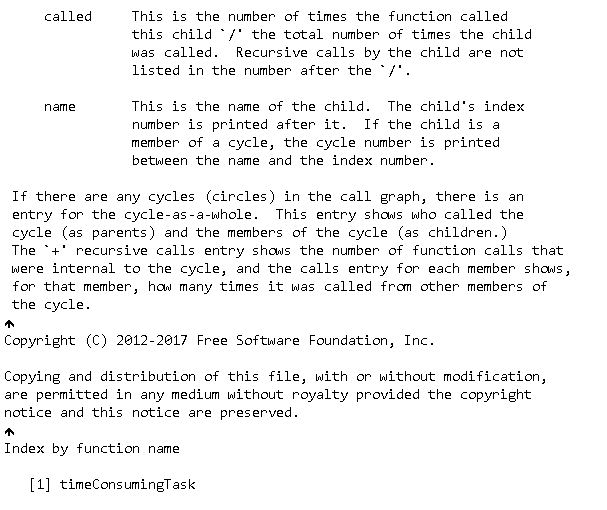 called This is the number of times the function called
this child `/' the total number of times the child
was called. Recursive calls by the child are not
listed in the number after the `/'.
name This is the name of the child. The child's index
number is printed after it. If the child is a
member of a cycle, the cycle number is printed
between the name and the index number.
If there are any cycles (circles) in the call graph, there is an
entry for the cycle-as-a-whole. This entry shows who called the
cycle (as parents) and the members of the cycle (as children.)
The `+' recursive calls entry shows the number of function calls that
were internal to the cycle, and the calls entry for each member shows,
for that member, how many times it was called from other members of
the cycle.
Copyright (C) 2012-2017 Free Software Foundation, Inc.
Copying and distribution of this file, with or without modification,
are permitted in any medium without royalty provided the copyright
notice and this notice are preserved.
Index by function name
[1] timeConsumingTask